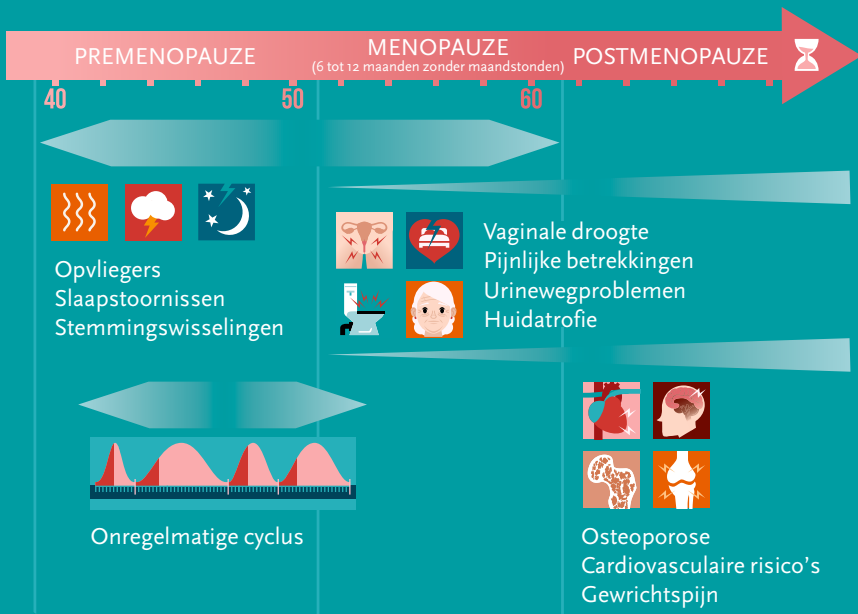 PREMENOPAUZE
MENOPAUZE
(6 tot 12 maanden zonder maandstonden)
POSTMENOPAUZE
40
50
60
Opvliegers
Slaapstoornissen
Stemmingswisselingen
Vaginale droogte
Pijnlijke betrekkingen
Urinewegproblemen
Huidatrofie
Onregelmatige cyclus
Osteoporose
Cardiovasculaire risico's
Gewrichtspijn